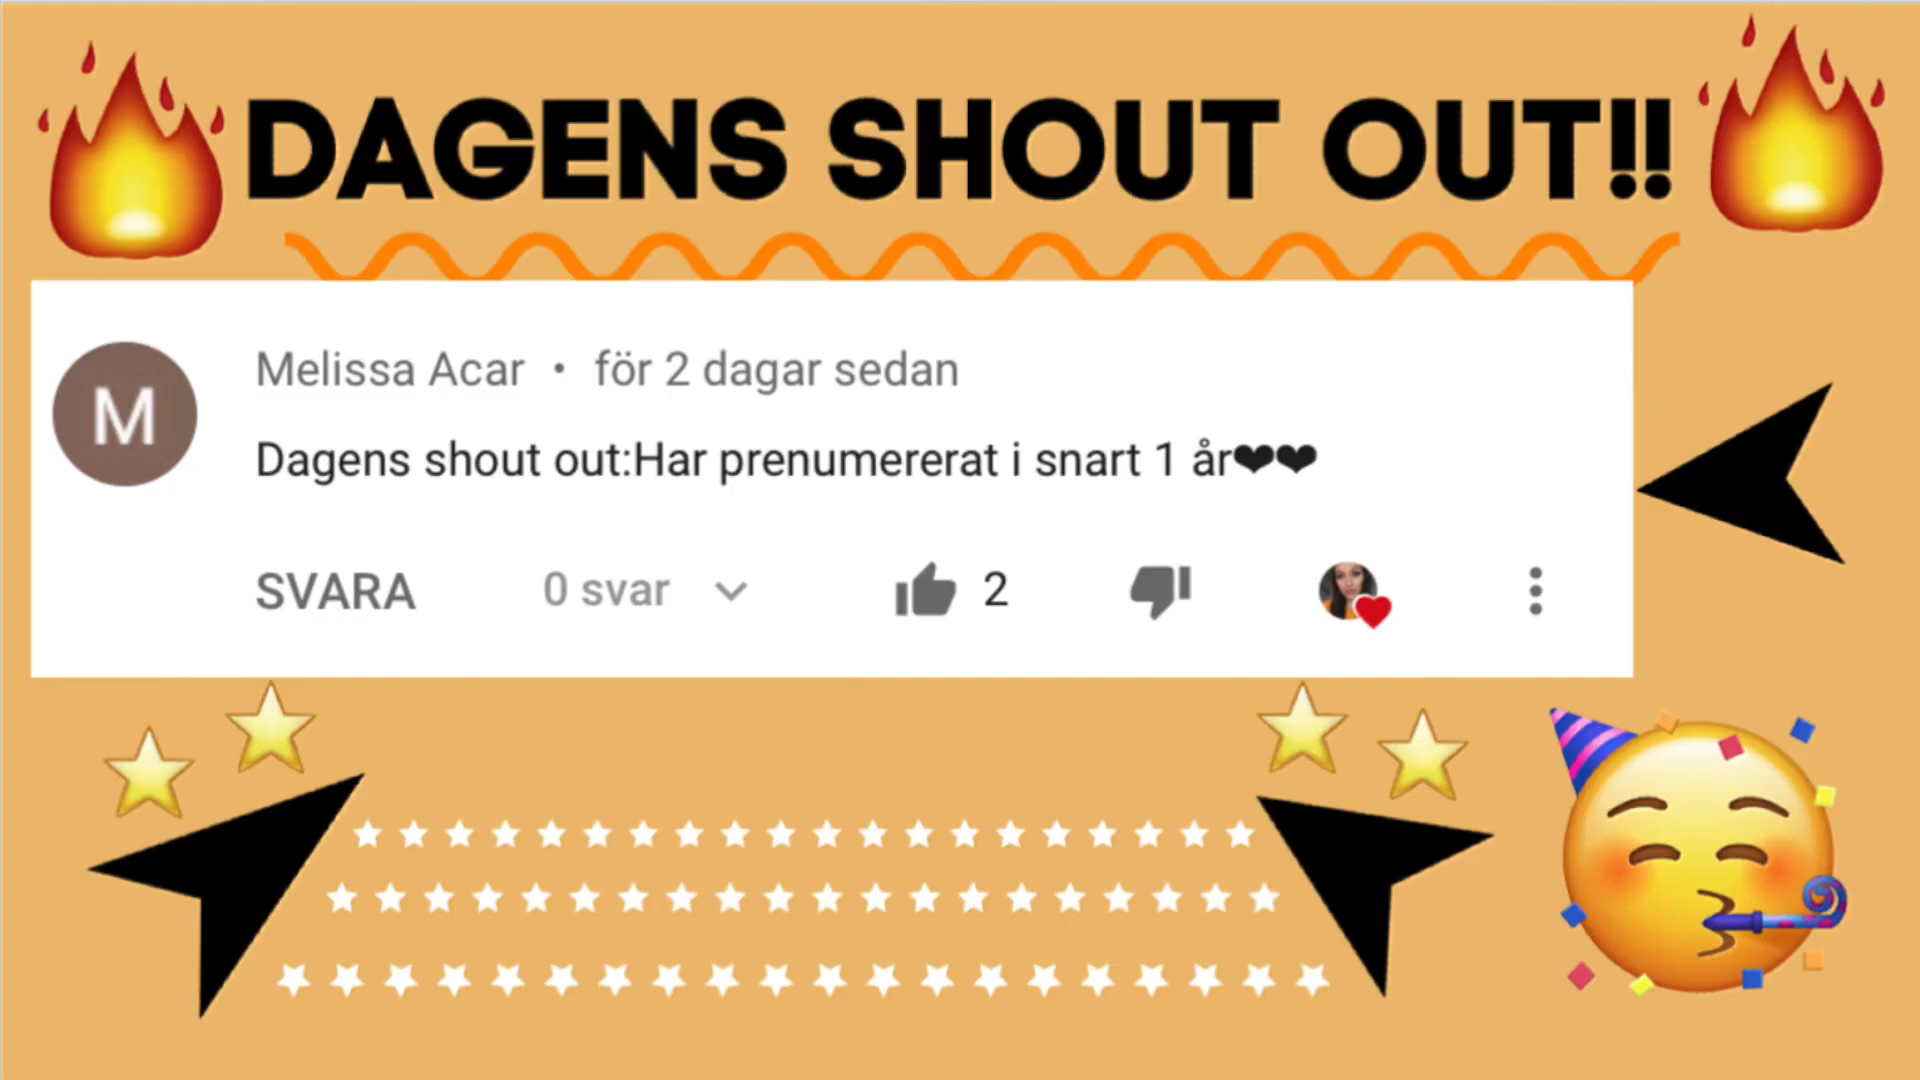 DAGENS SHOUT OUT!!
M
Melissa Acar • för 2 dagar sedan
Dagens shout out:Har prenumererat i snart 1 år❤❤
SVARA 0 svar 2